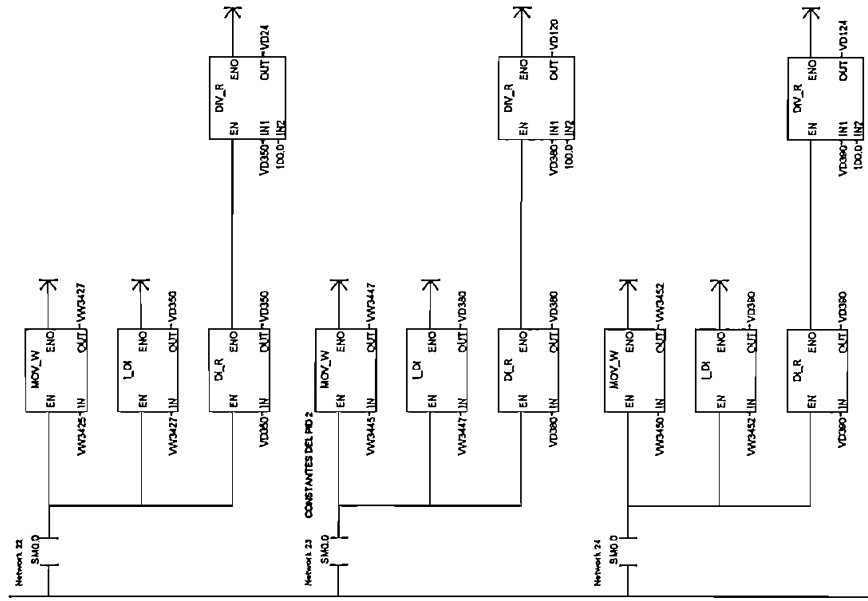 Network 22
SM0.0
MOV_W
EN ENO
VW3425 IN OUT VW3427
I_DI
EN ENO
VW3427 IN OUT VD350
DI_R
EN ENO
VD350 IN OUT VD350
DIV_R
EN ENO
VD350 IN1 OUT VD24
100.0 IN2
Network 23
CONSTANTES DEL PID 2
SM0.0
MOV_W
EN ENO
VW3445 IN OUT VW3447
I_DI
EN ENO
VW3447 IN OUT VD380
DI_R
EN ENO
VD380 IN OUT VD380
DIV_R
EN ENO
VD380 IN1 OUT VD120
100.0 IN2
Network 24
SM0.0
MOV_W
EN ENO
VW3450 IN OUT VW3452
I_DI
EN ENO
VW3452 IN OUT VD390
DI_R
EN ENO
VD390 IN OUT VD390
DIV_R
EN ENO
VD390 IN1 OUT VD124
100.0 IN2